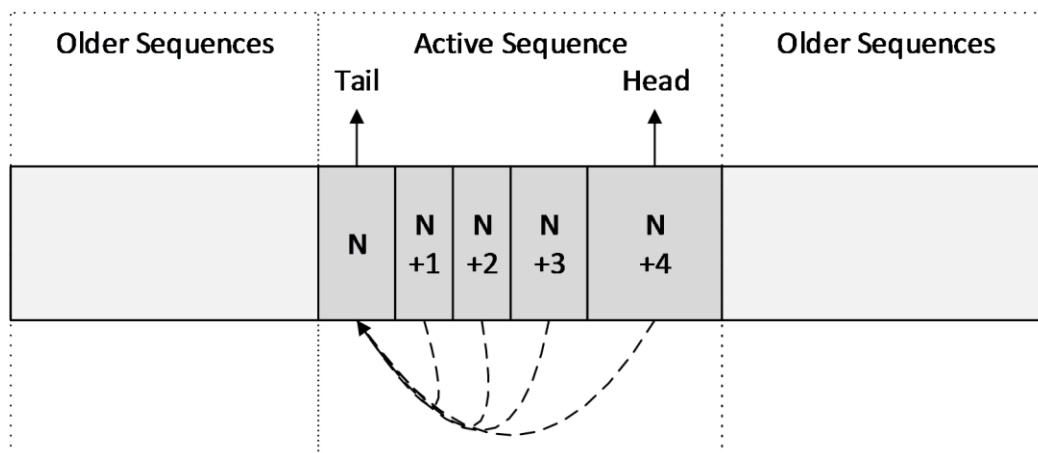 Older Sequences
Active Sequence
Older Sequences
Tail
Head
N
N
+1
N
+2
N
+3
N
+4